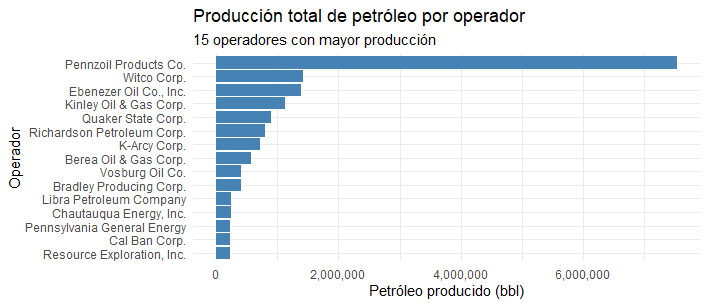 Producción total de petróleo por operador
15 operadores con mayor producción
Operador
Pennzoil Products Co.
Witco Corp.
Ebenezer Oil Co., Inc.
Kinley Oil & Gas Corp.
Quaker State Corp.
Richardson Petroleum Corp.
K-Arcy Corp.
Berea Oil & Gas Corp.
Vosburg Oil Co.
Bradley Producing Corp.
Libra Petroleum Company
Chautauqua Energy, Inc.
Pennsylvania General Energy
Cal Ban Corp.
Resource Exploration, Inc.
0 2,000,000 4,000,000 6,000,000
Petróleo producido (bbl)